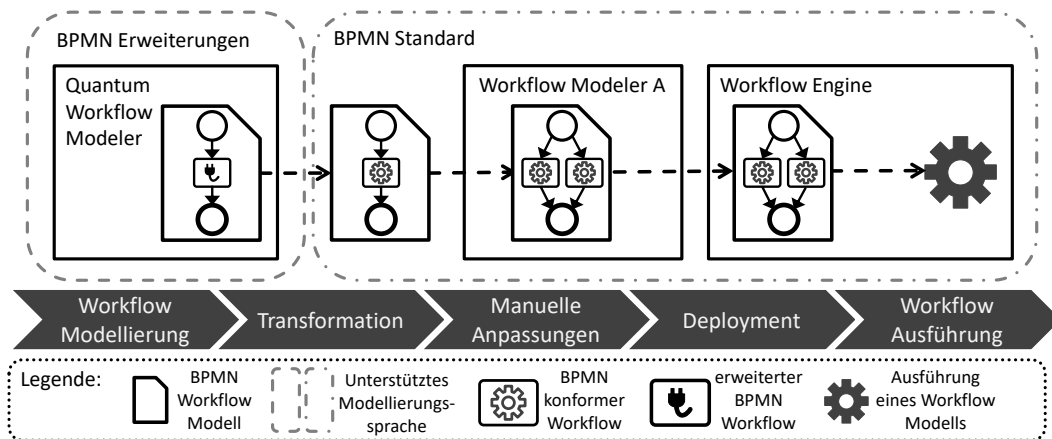 BPMN Erweiterungen
BPMN Standard
Quantum
Workflow
Modeler
Workflow Modeler A
Workflow Engine
Workflow
Modellierung
Transformation
Manuelle
Anpassungen
Deployment
Workflow
Ausführung
Legende:
BPMN
Workflow
Modell
Unterstütztes
Modellierungs-
sprache
BPMN
konformer
Workflow
erweiterter
BPMN
Workflow
Ausführung
eines Workflow
Modells